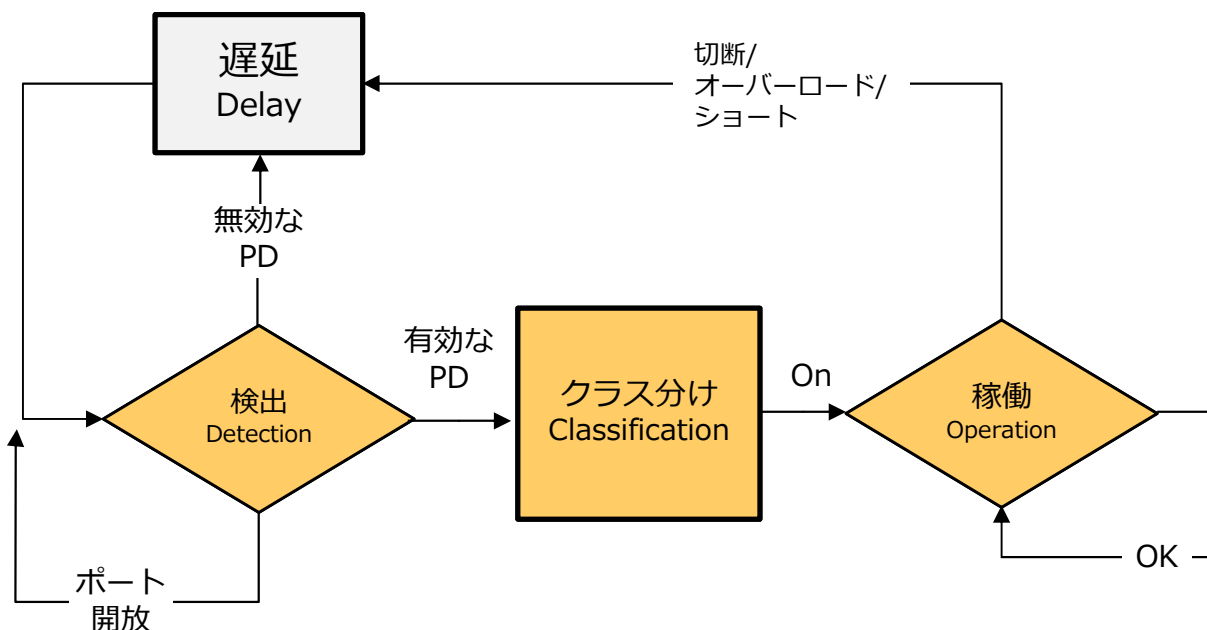 遅延
Delay
切断/
オーバーロード/
ショート
無効な
PD
有効な
PD
検出
Detection
クラス分け
Classification
On
稼働
Operation
OK
ポート
開放